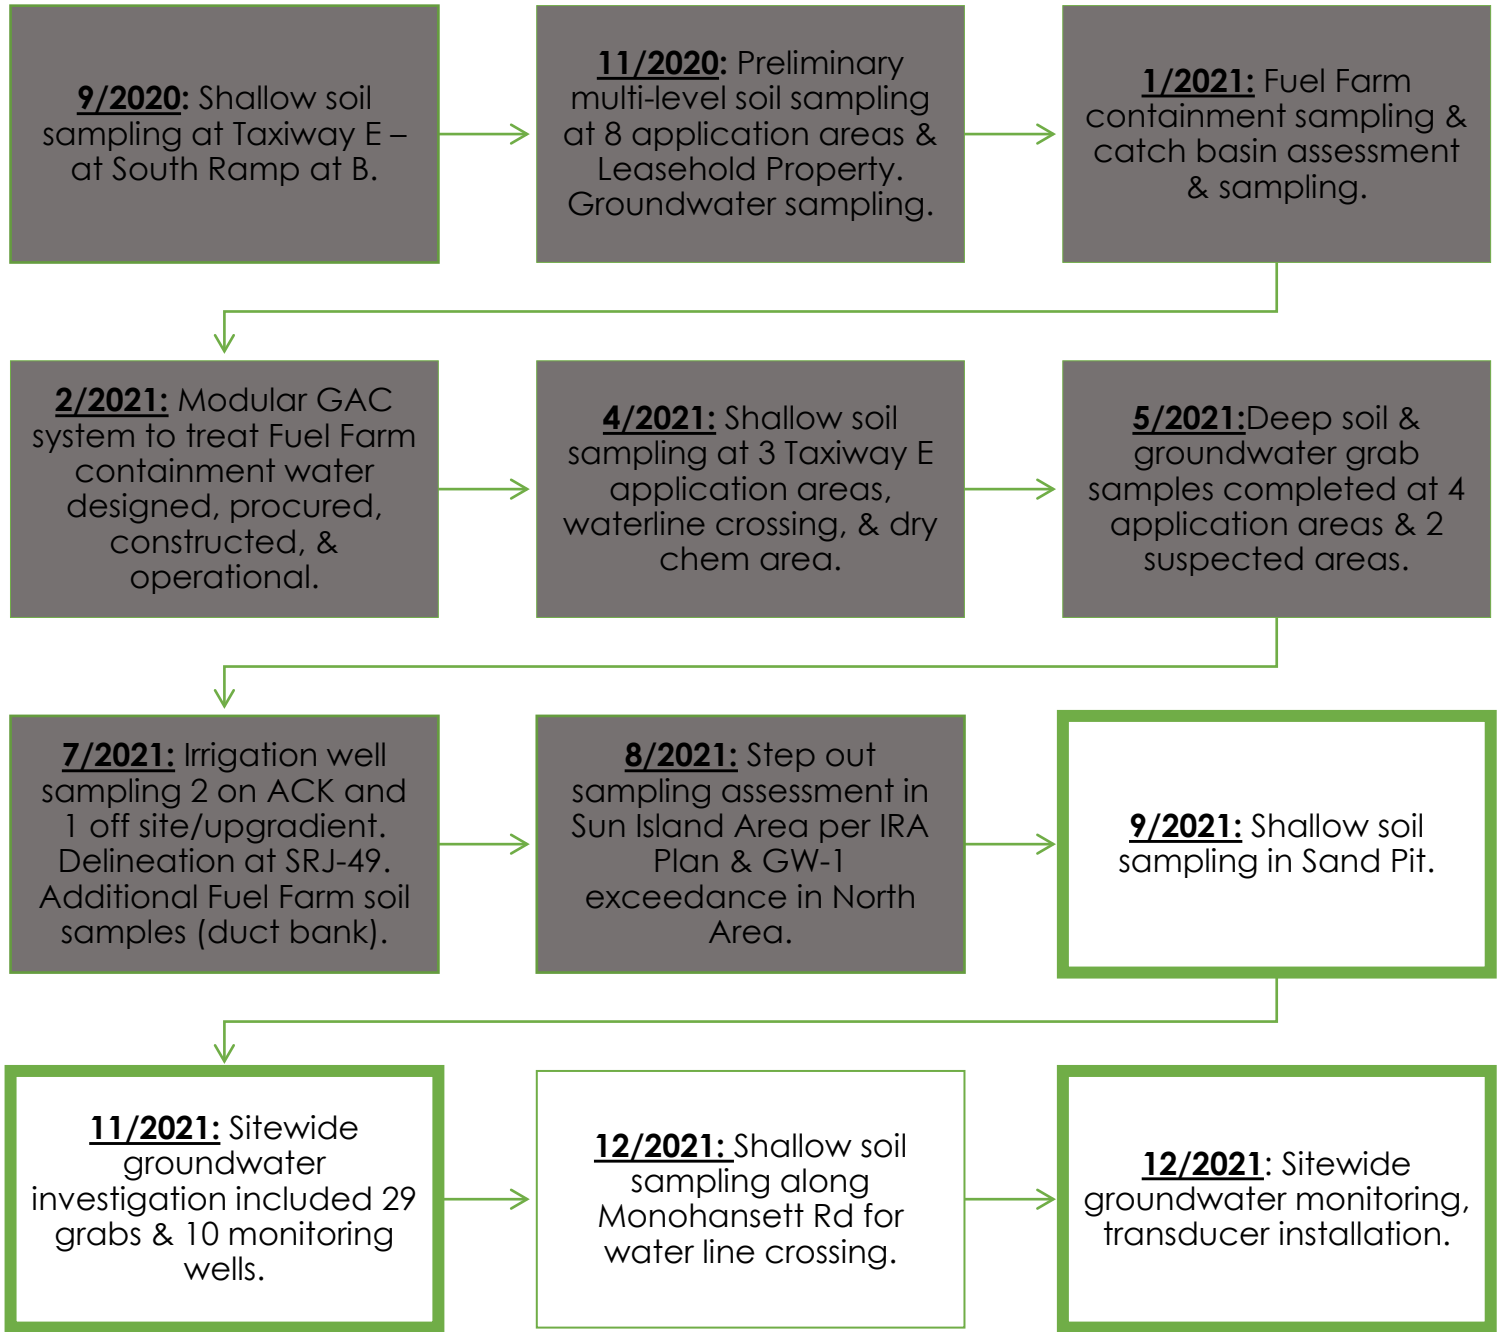 9/2020: Shallow soil
sampling at Taxiway E –
at South Ramp at B.
11/2020: Preliminary
multi-level soil sampling
at 8 application areas &
Leasehold Property.
Groundwater sampling.
1/2021: Fuel Farm
containment sampling &
catch basin assessment
& sampling.
2/2021: Modular GAC
system to treat Fuel Farm
containment water
designed, procured,
constructed, &
operational.
4/2021: Shallow soil
sampling at 3 Taxiway E
application areas,
waterline crossing, & dry
chem area.
5/2021:Deep soil &
groundwater grab
samples completed at 4
application areas & 2
suspected areas.
7/2021: Irrigation well
sampling 2 on ACK and
1 off site/upgradient.
Delineation at SRJ-49.
Additional Fuel Farm soil
samples (duct bank).
8/2021: Step out
sampling assessment in
Sun Island Area per IRA
Plan & GW-1
exceedance in North
Area.
9/2021: Shallow soil
sampling in Sand Pit.
11/2021: Sitewide
groundwater
investigation included 29
grabs & 10 monitoring
wells.
12/2021: Shallow soil
sampling along
Monohansett Rd for
water line crossing.
12/2021: Sitewide
groundwater monitoring,
transducer installation.